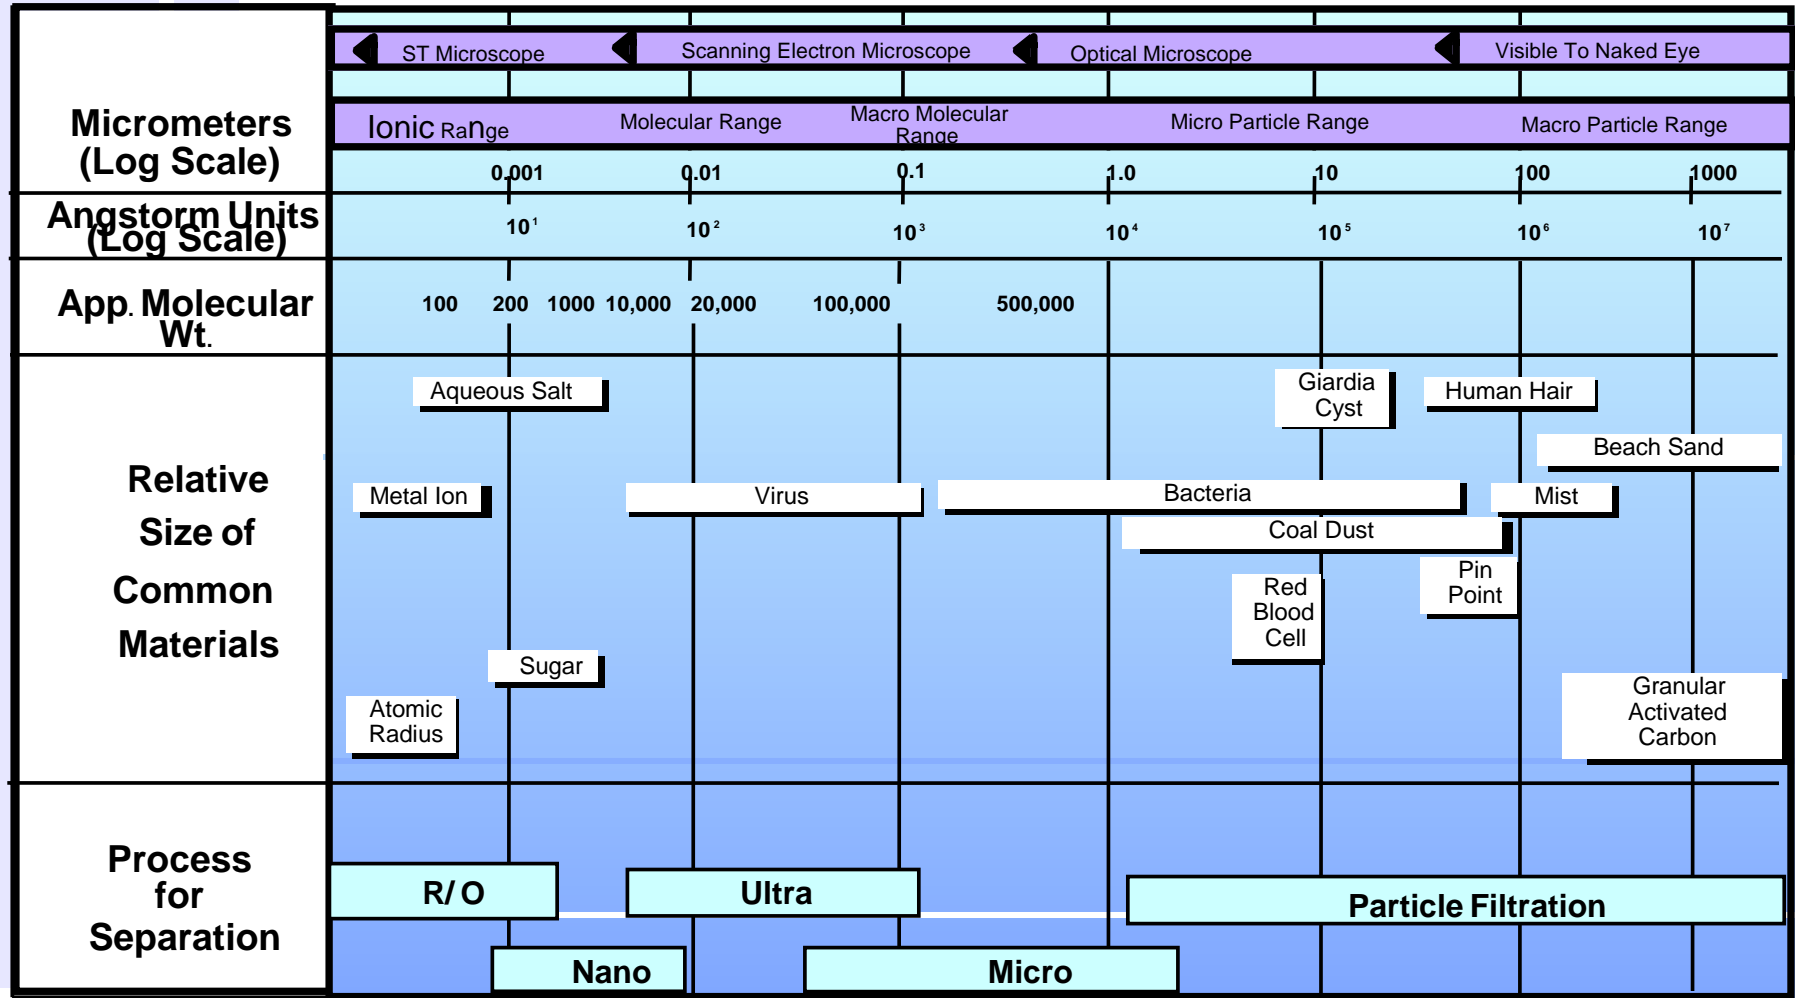 ST Microscope Scanning Electron Microscope Optical Microscope Visible To Naked Eye
Micrometers
(Log Scale)
Ionic Range Molecular Range Macro Molecular
Range Micro Particle Range Macro Particle Range
0.001 0.01 0.1 1.0 10 100 1000
Angstorm Units
(Log Scale)
10¹ 10² 10³ 10⁴ 10⁵ 10⁶ 10⁷
App. Molecular
Wt.
100 200 1000 10,000 20,000 100,000 500,000
Relative
Size of
Common
Materials
Aqueous Salt
Giardia
Cyst
Human Hair
Beach Sand
Metal Ion
Virus
Bacteria
Mist
Coal Dust
Pin
Point
Red
Blood
Cell
Sugar
Atomic
Radius
Granular
Activated
Carbon
Process
for
Separation
R/O
Ultra
Particle Filtration
Nano
Micro